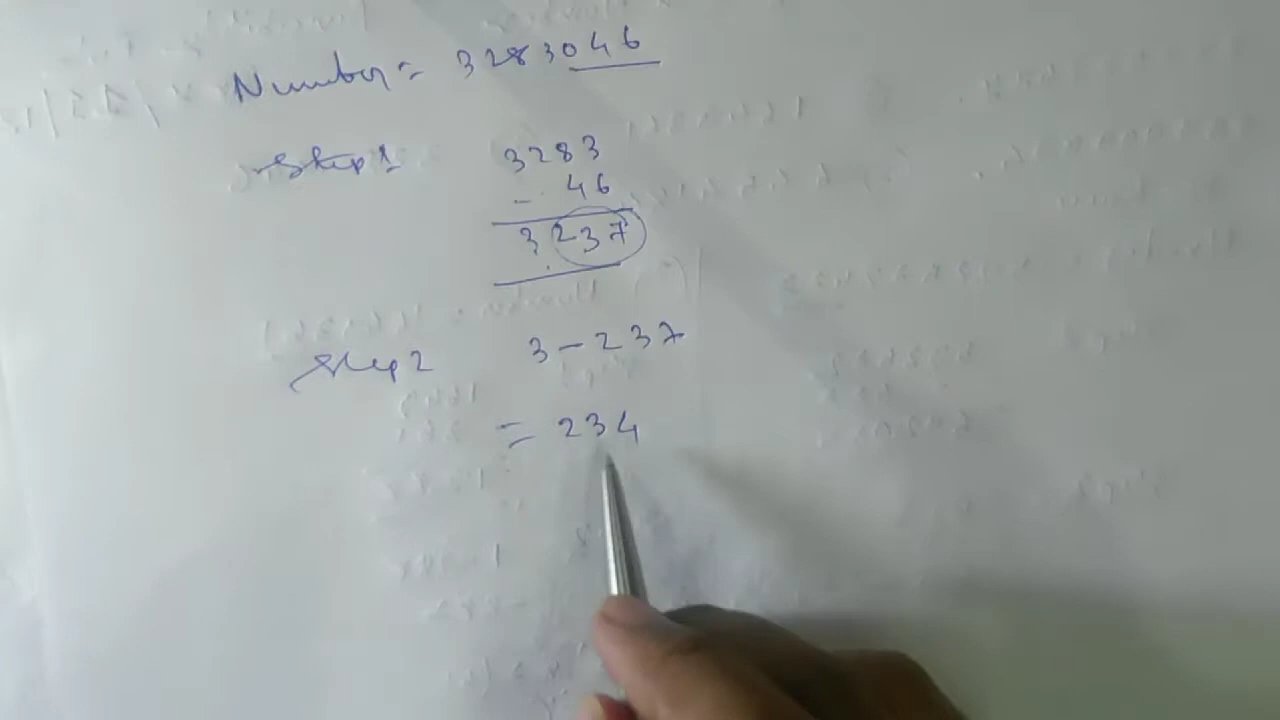 Number = 3283046
Step 1 3283
- 46
3237
Step 2 3-237
= 234